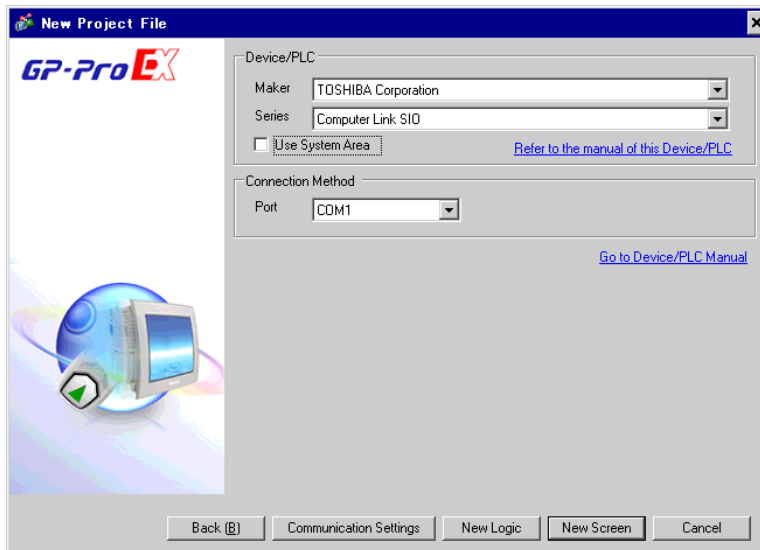 New Project File
GP-Pro EX
Device/PLC
Maker TOSHIBA Corporation
Series Computer Link SIO
Use System Area Refer to the manual of this Device/PLC
Connection Method
Port COM1
Go to Device/PLC Manual
Back (B) Communication Settings New Logic New Screen Cancel